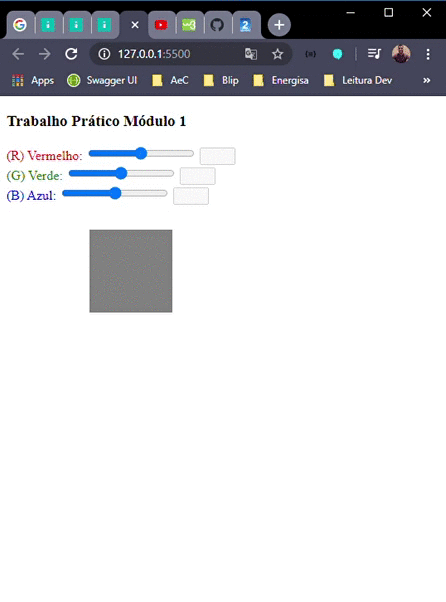 127.0.0.1:5500
Apps Swagger UI AeC Blip Energisa Leitura Dev »
Trabalho Prático Módulo 1
(R) Vermelho:
(G) Verde:
(B) Azul: